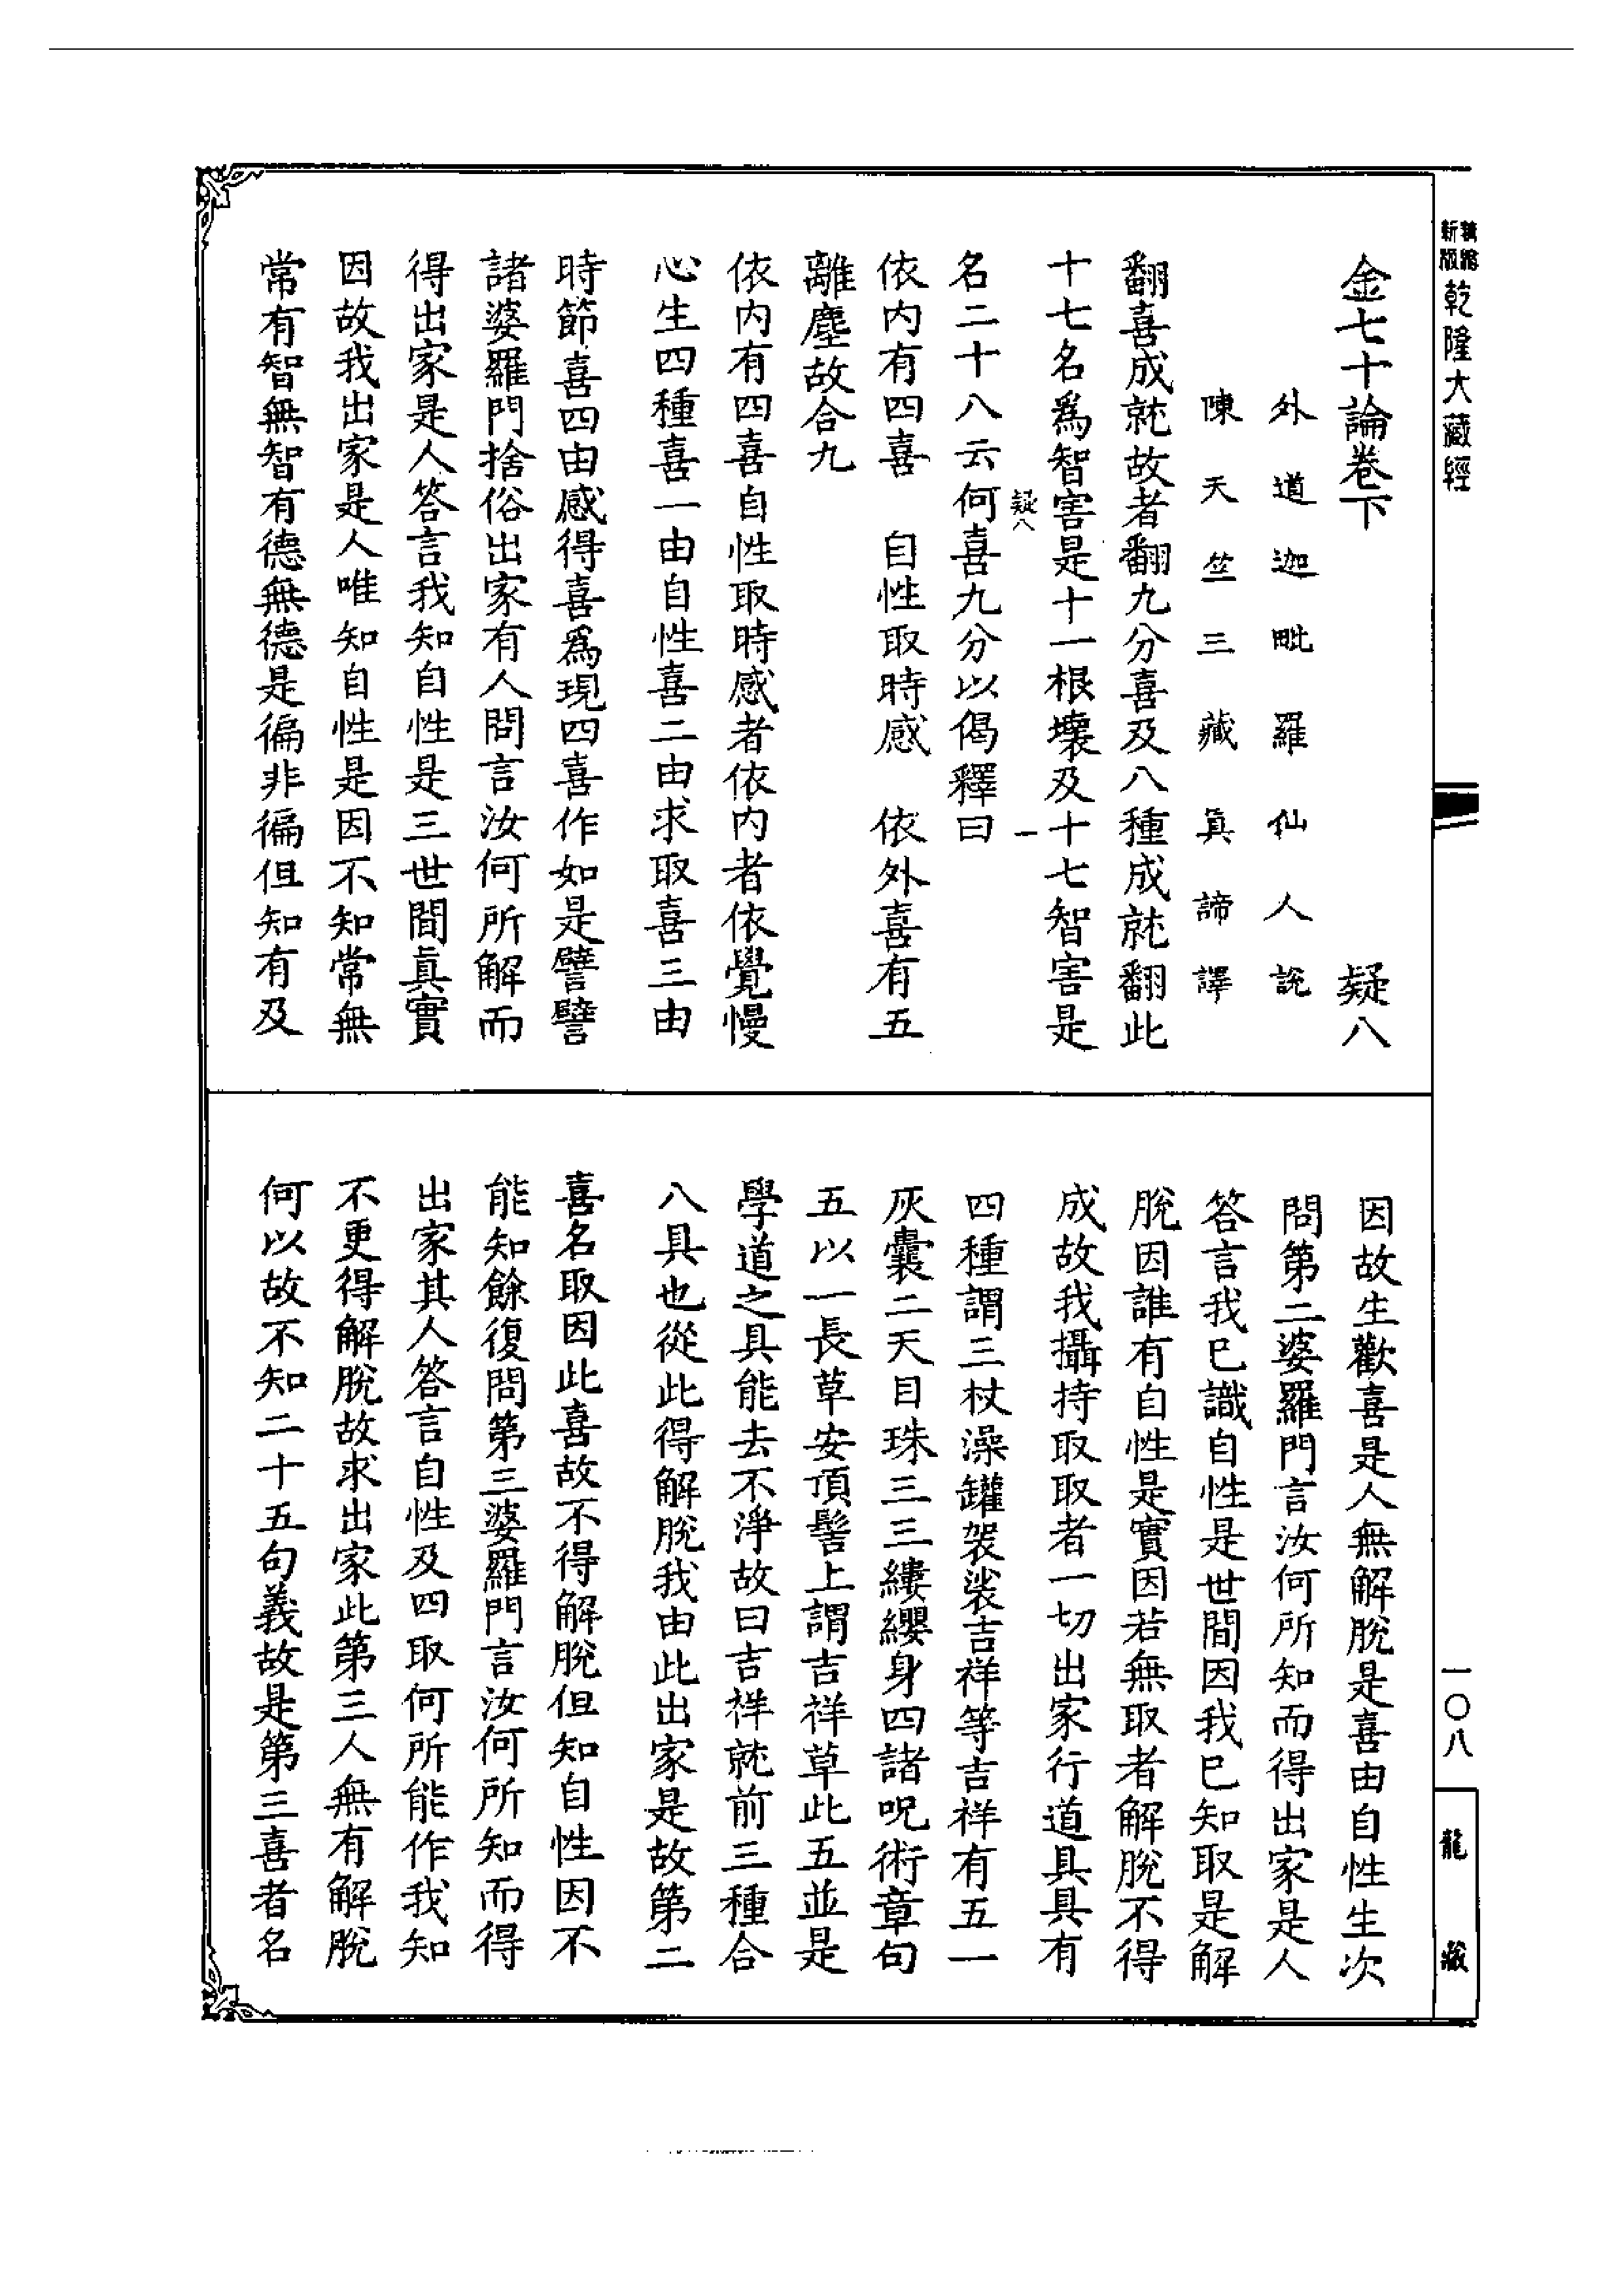 新版精縮乾隆大藏經
金七十論卷下 疑八
外道迦毗羅仙人說
陳天竺三藏眞諦譯
翻喜成就故者翻九分喜及八種成就翻此
十七名爲智害是十一根壞及十七智害是
疑八 一
名二十八云何喜九分以偈釋曰
依内有四喜 自性取時感 依外喜有五
離塵故合九
依内有四喜自性取時感者依内者依覺慢
心生四種喜一由自性喜二由求取喜三由
時節喜四由感得喜爲現四喜作如是譬譬
諸婆羅門捨俗出家有人問言汝何所解而
得出家是人答言我知自性是三世間眞實
因故我出家是人唯知自性是因不知常無
常有智無智有德無德是徧非徧但知有及
因故生歡喜是人無解脫是喜由自性生次
問第二婆羅門言汝何所知而得出家是人
答言我已識自性是世間因我已知取是解
脫因誰有自性是實因若無取者解脫不得
成故我攝持取取者一切出家行道具具有
四種謂三杖澡罐袈裟吉祥等吉祥有五一
灰囊二天目珠三三縷纓身四諸呪術章句
五以一長草安頂髻上謂吉祥草此五並是
學道之具能去不淨故曰吉祥就前三種合
八具也從此得解脫我由此出家是故第二
喜名取因此喜故不得解脫但知自性因不
能知餘復問第三婆羅門言汝何所知而得
出家其人答言自性及四取何所能作我知
不更得解脫故求出家此第三人無有解脫
何以故不知二十五句義故是第三喜者名
一〇八
龍藏